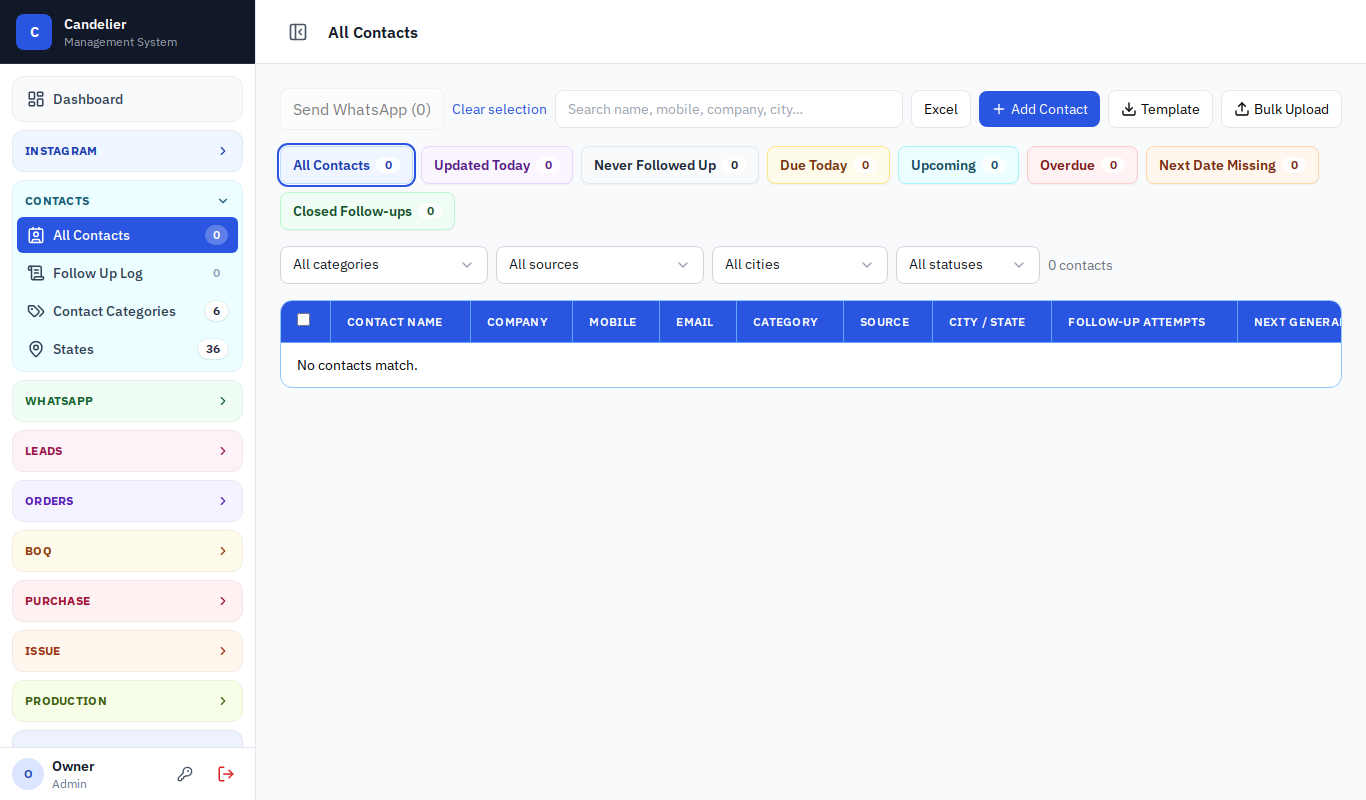 C
Candelier
Management System
All Contacts
Dashboard
INSTAGRAM
CONTACTS
All Contacts 0
Follow Up Log 0
Contact Categories 6
States 36
WHATSAPP
LEADS
ORDERS
BOQ
PURCHASE
ISSUE
PRODUCTION
O
Owner
Admin
Send WhatsApp (0) Clear selection Search name, mobile, company, city... Excel + Add Contact Template Bulk Upload
All Contacts 0 Updated Today 0 Never Followed Up 0 Due Today 0 Upcoming 0 Overdue 0 Next Date Missing 0
Closed Follow-ups 0
All categories All sources All cities All statuses 0 contacts
CONTACT NAME COMPANY MOBILE EMAIL CATEGORY SOURCE CITY / STATE FOLLOW-UP ATTEMPTS NEXT GENERA
No contacts match.